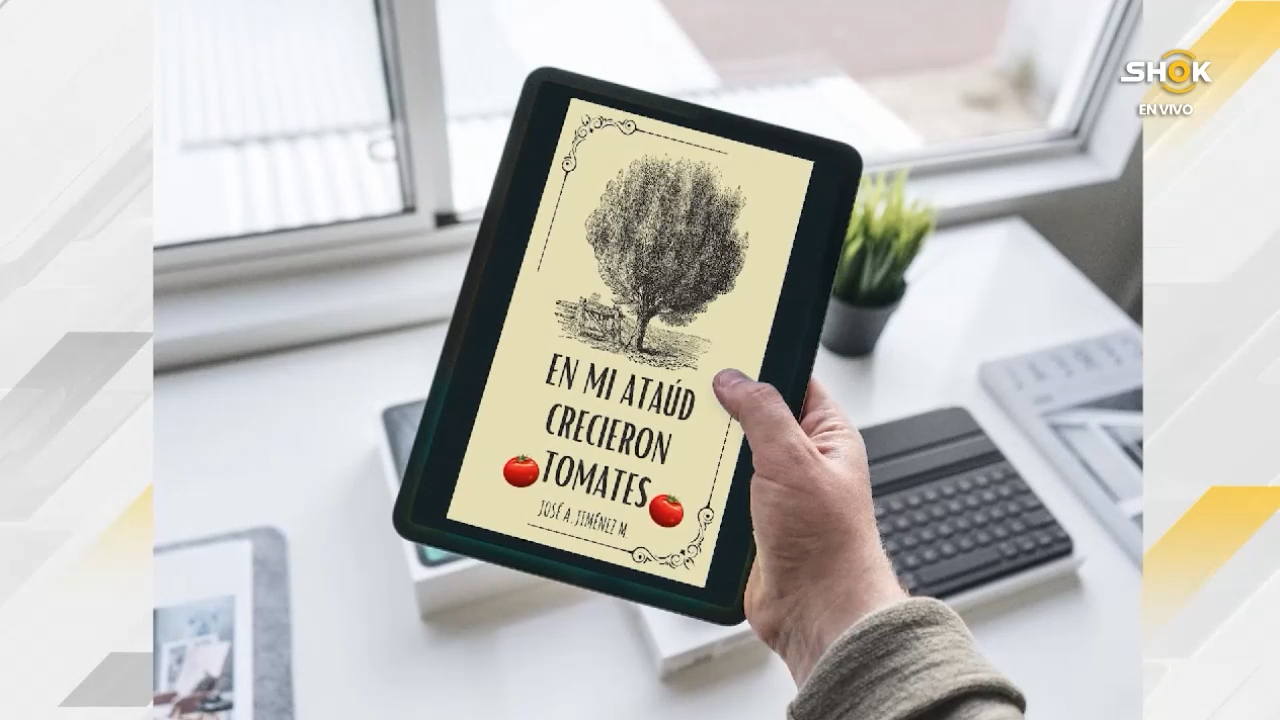 SHOK
EN VIVO
EN MI ATAÚD
CRECIERON
TOMATES
JOSÉ A. JIMÉNEZ M.